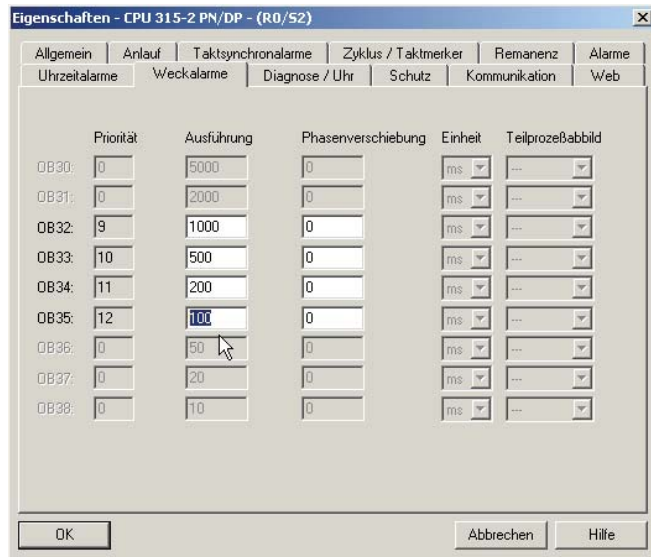 Eigenschaften - CPU 315-2 PN/DP - (R0/S2)
Allgemein Anlauf Taktsynchronalarme Zyklus / Taktmerker Remanenz Alarme
Uhrzeitalarme Weckalarme Diagnose / Uhr Schutz Kommunikation Web
Priorität Ausführung Phasenverschiebung Einheit Teilprozeßabbild
OB30: 0 5000 0 ms ---
OB31: 0 2000 0 ms ---
OB32: 9 1000 0 ms ---
OB33: 10 500 0 ms ---
OB34: 11 200 0 ms ---
OB35: 12 100 0 ms ---
OB36: 0 50 0 ms ---
OB37: 0 20 0 ms ---
OB38: 0 10 0 ms ---
OK Abbrechen Hilfe